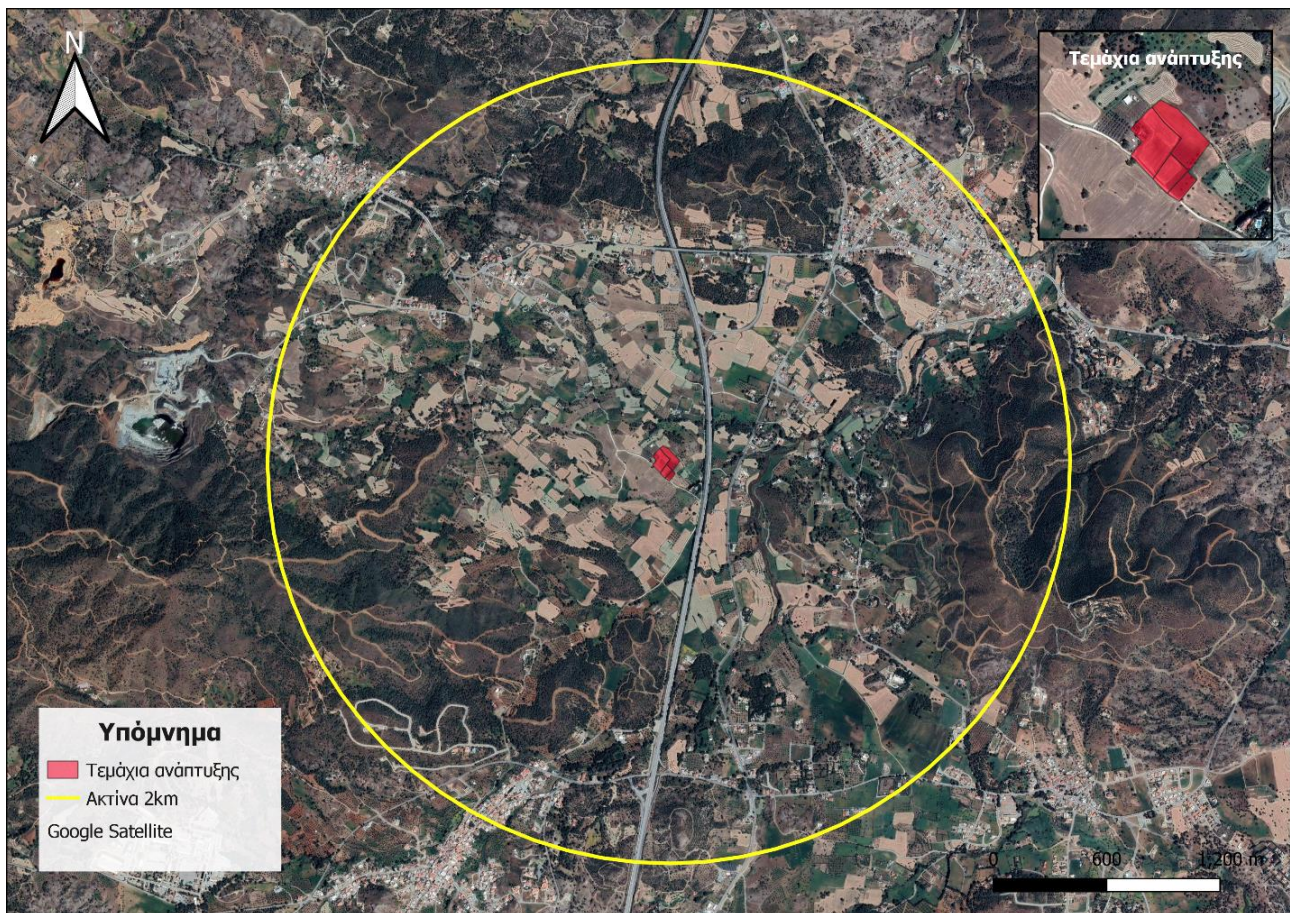 N
Τεμάχια ανάπτυξης
Υπόμνημα
Τεμάχια ανάπτυξης
Ακτίνα 2km
Google Satellite
0 600 1.200 m